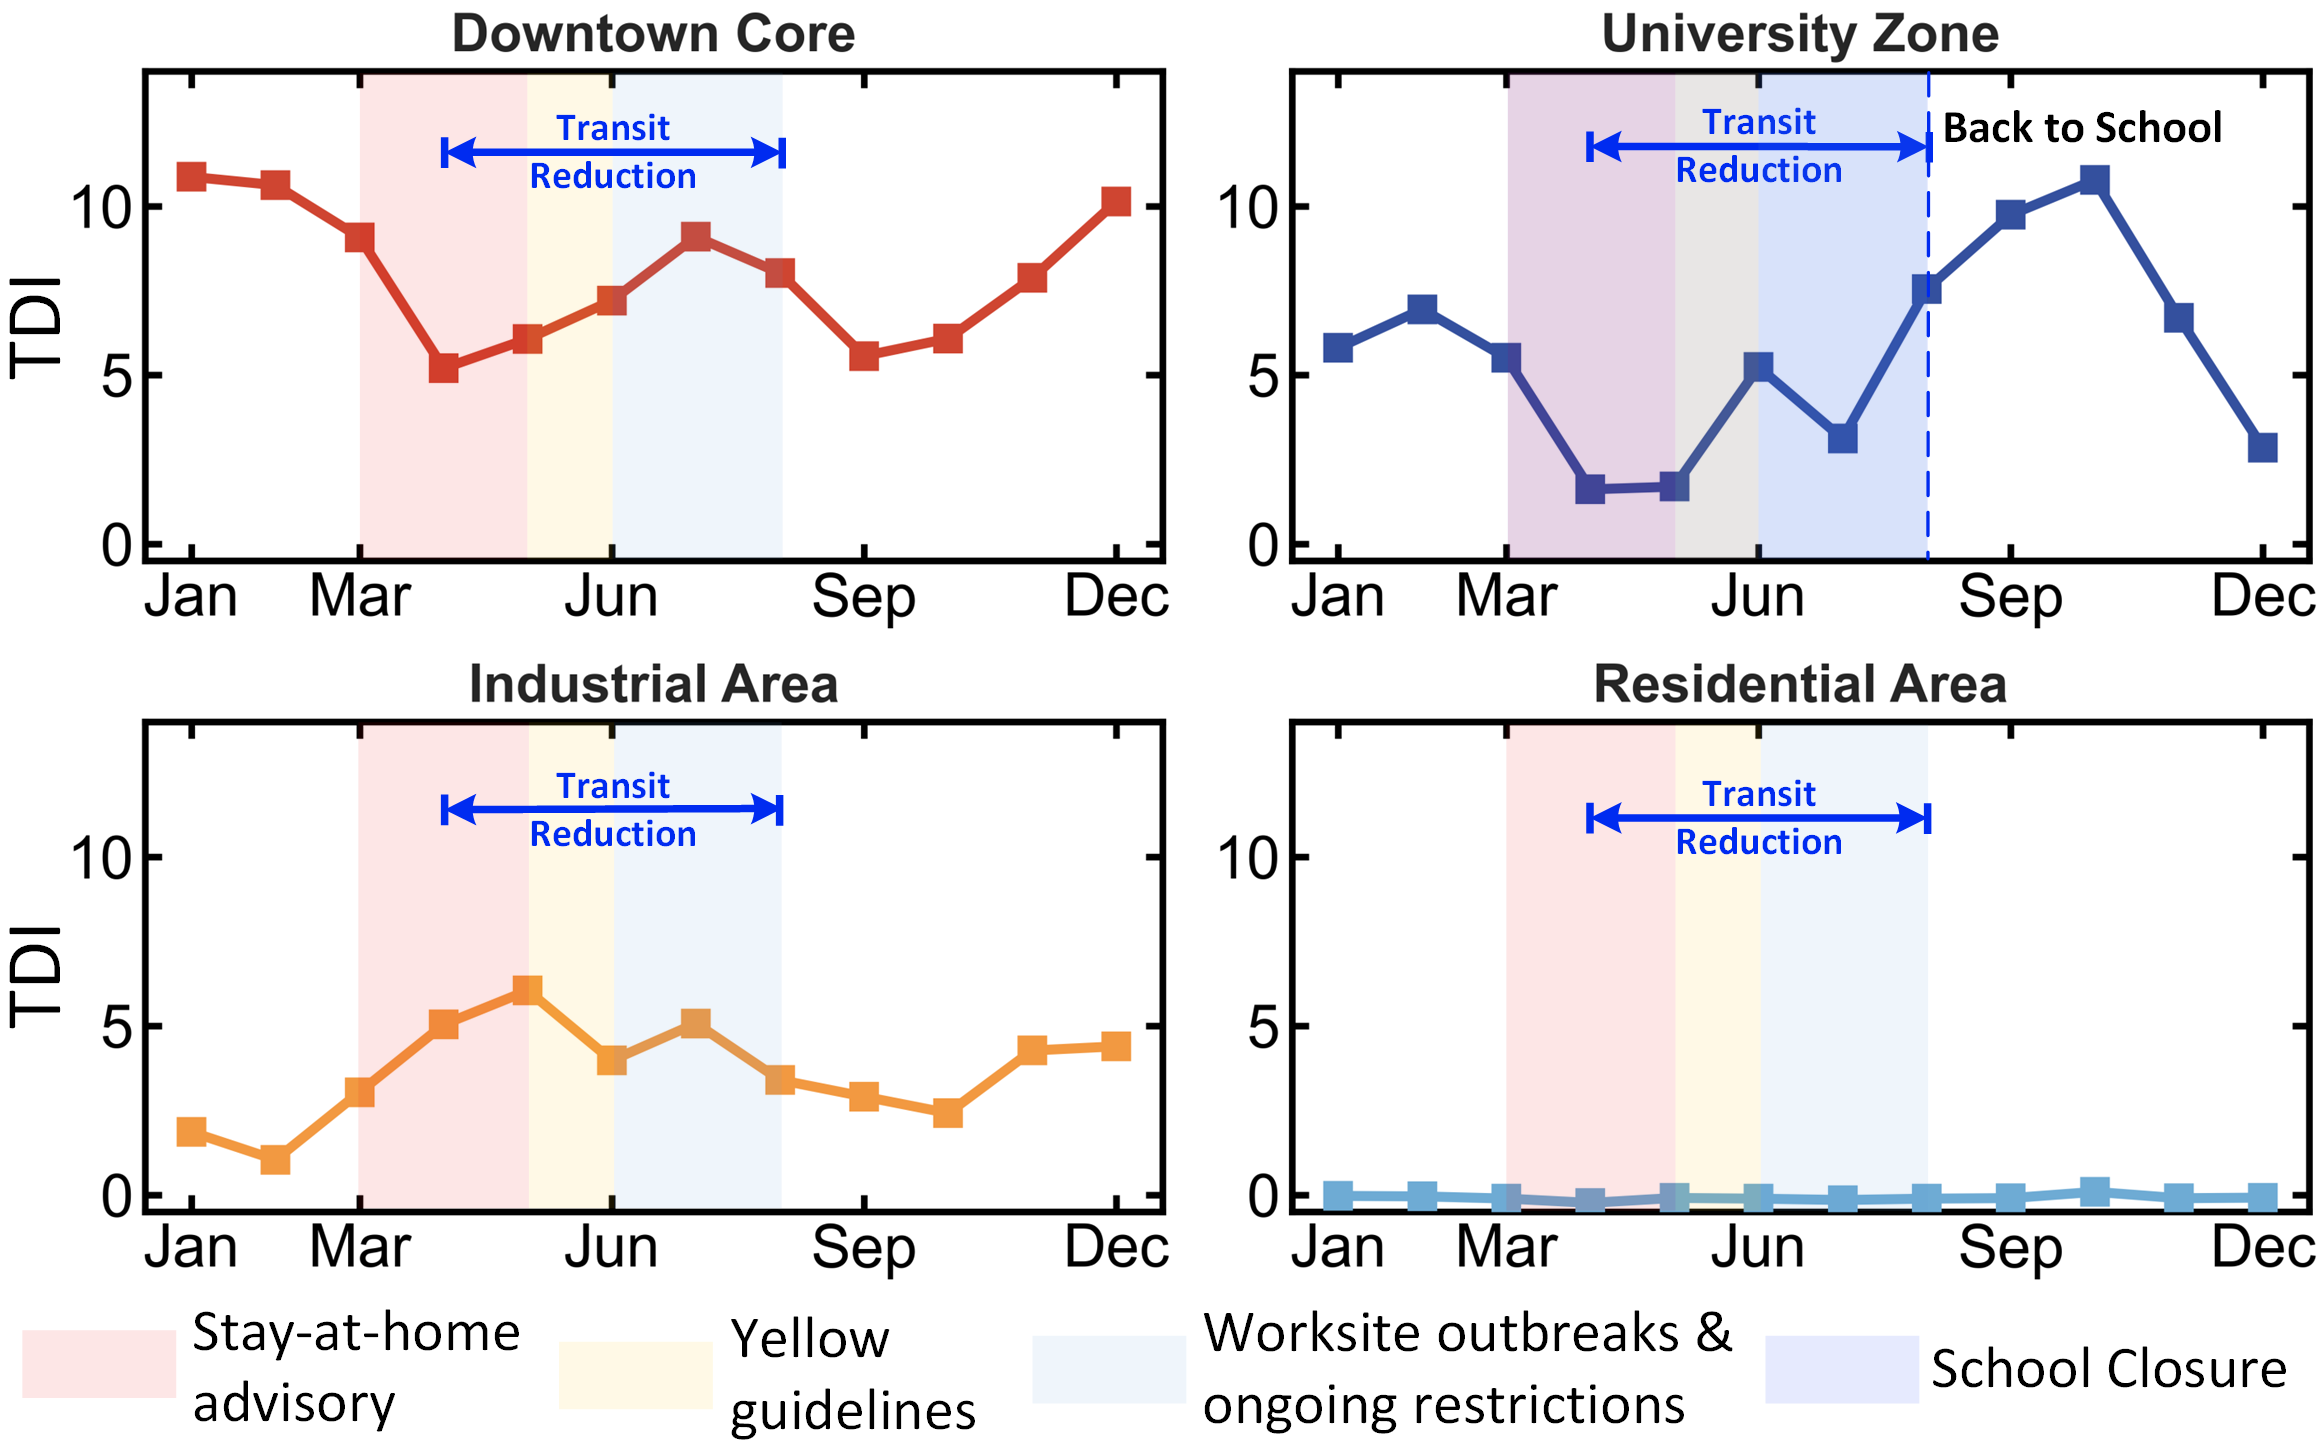 Downtown Core
University Zone
TDI
10
5
0
Transit
Reduction
Jan Mar Jun Sep Dec
10
5
0
Transit
Reduction
Back to School
Jan Mar Jun Sep Dec
Industrial Area
Residential Area
TDI
10
5
0
Transit
Reduction
Jan Mar Jun Sep Dec
10
5
0
Transit
Reduction
Jan Mar Jun Sep Dec
Stay-at-home
advisory
Yellow
guidelines
Worksite outbreaks &
ongoing restrictions
School Closure